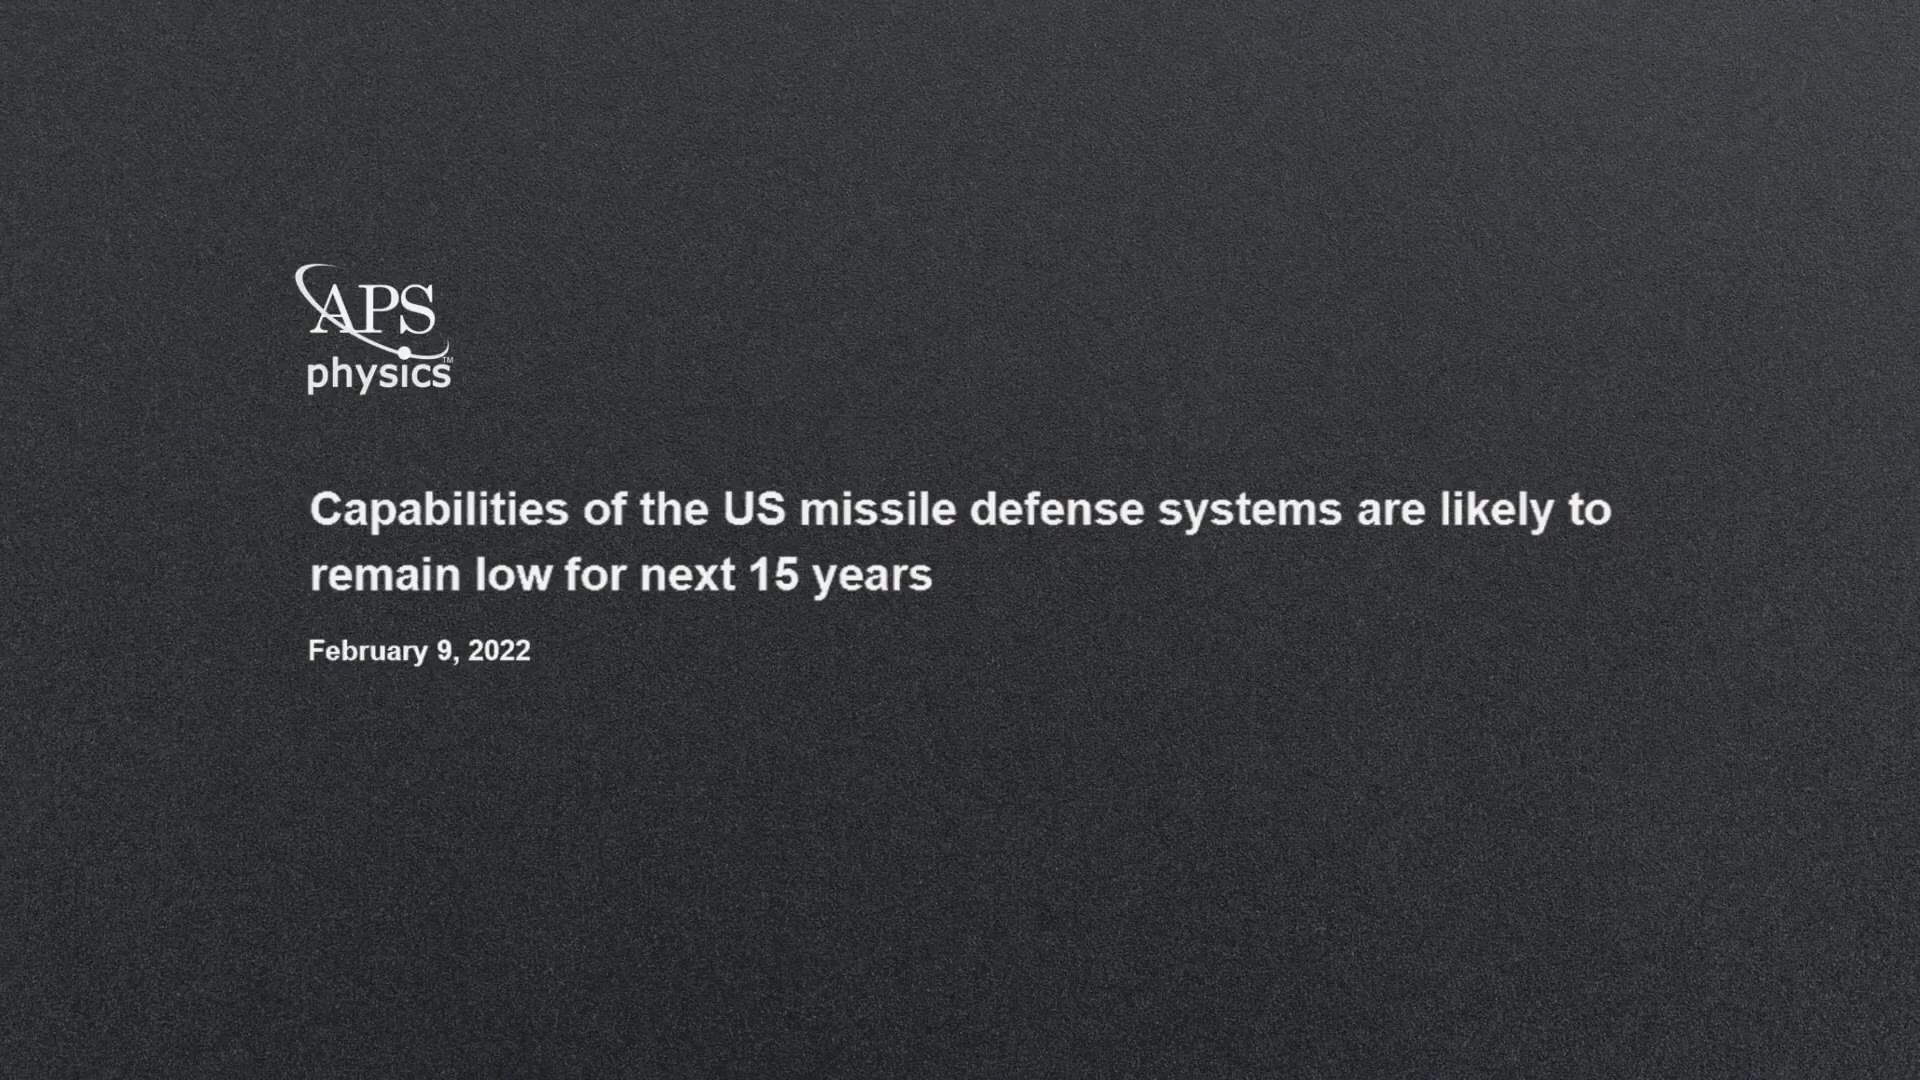 APS
physics™
Capabilities of the US missile defense systems are likely to
remain low for next 15 years
February 9, 2022